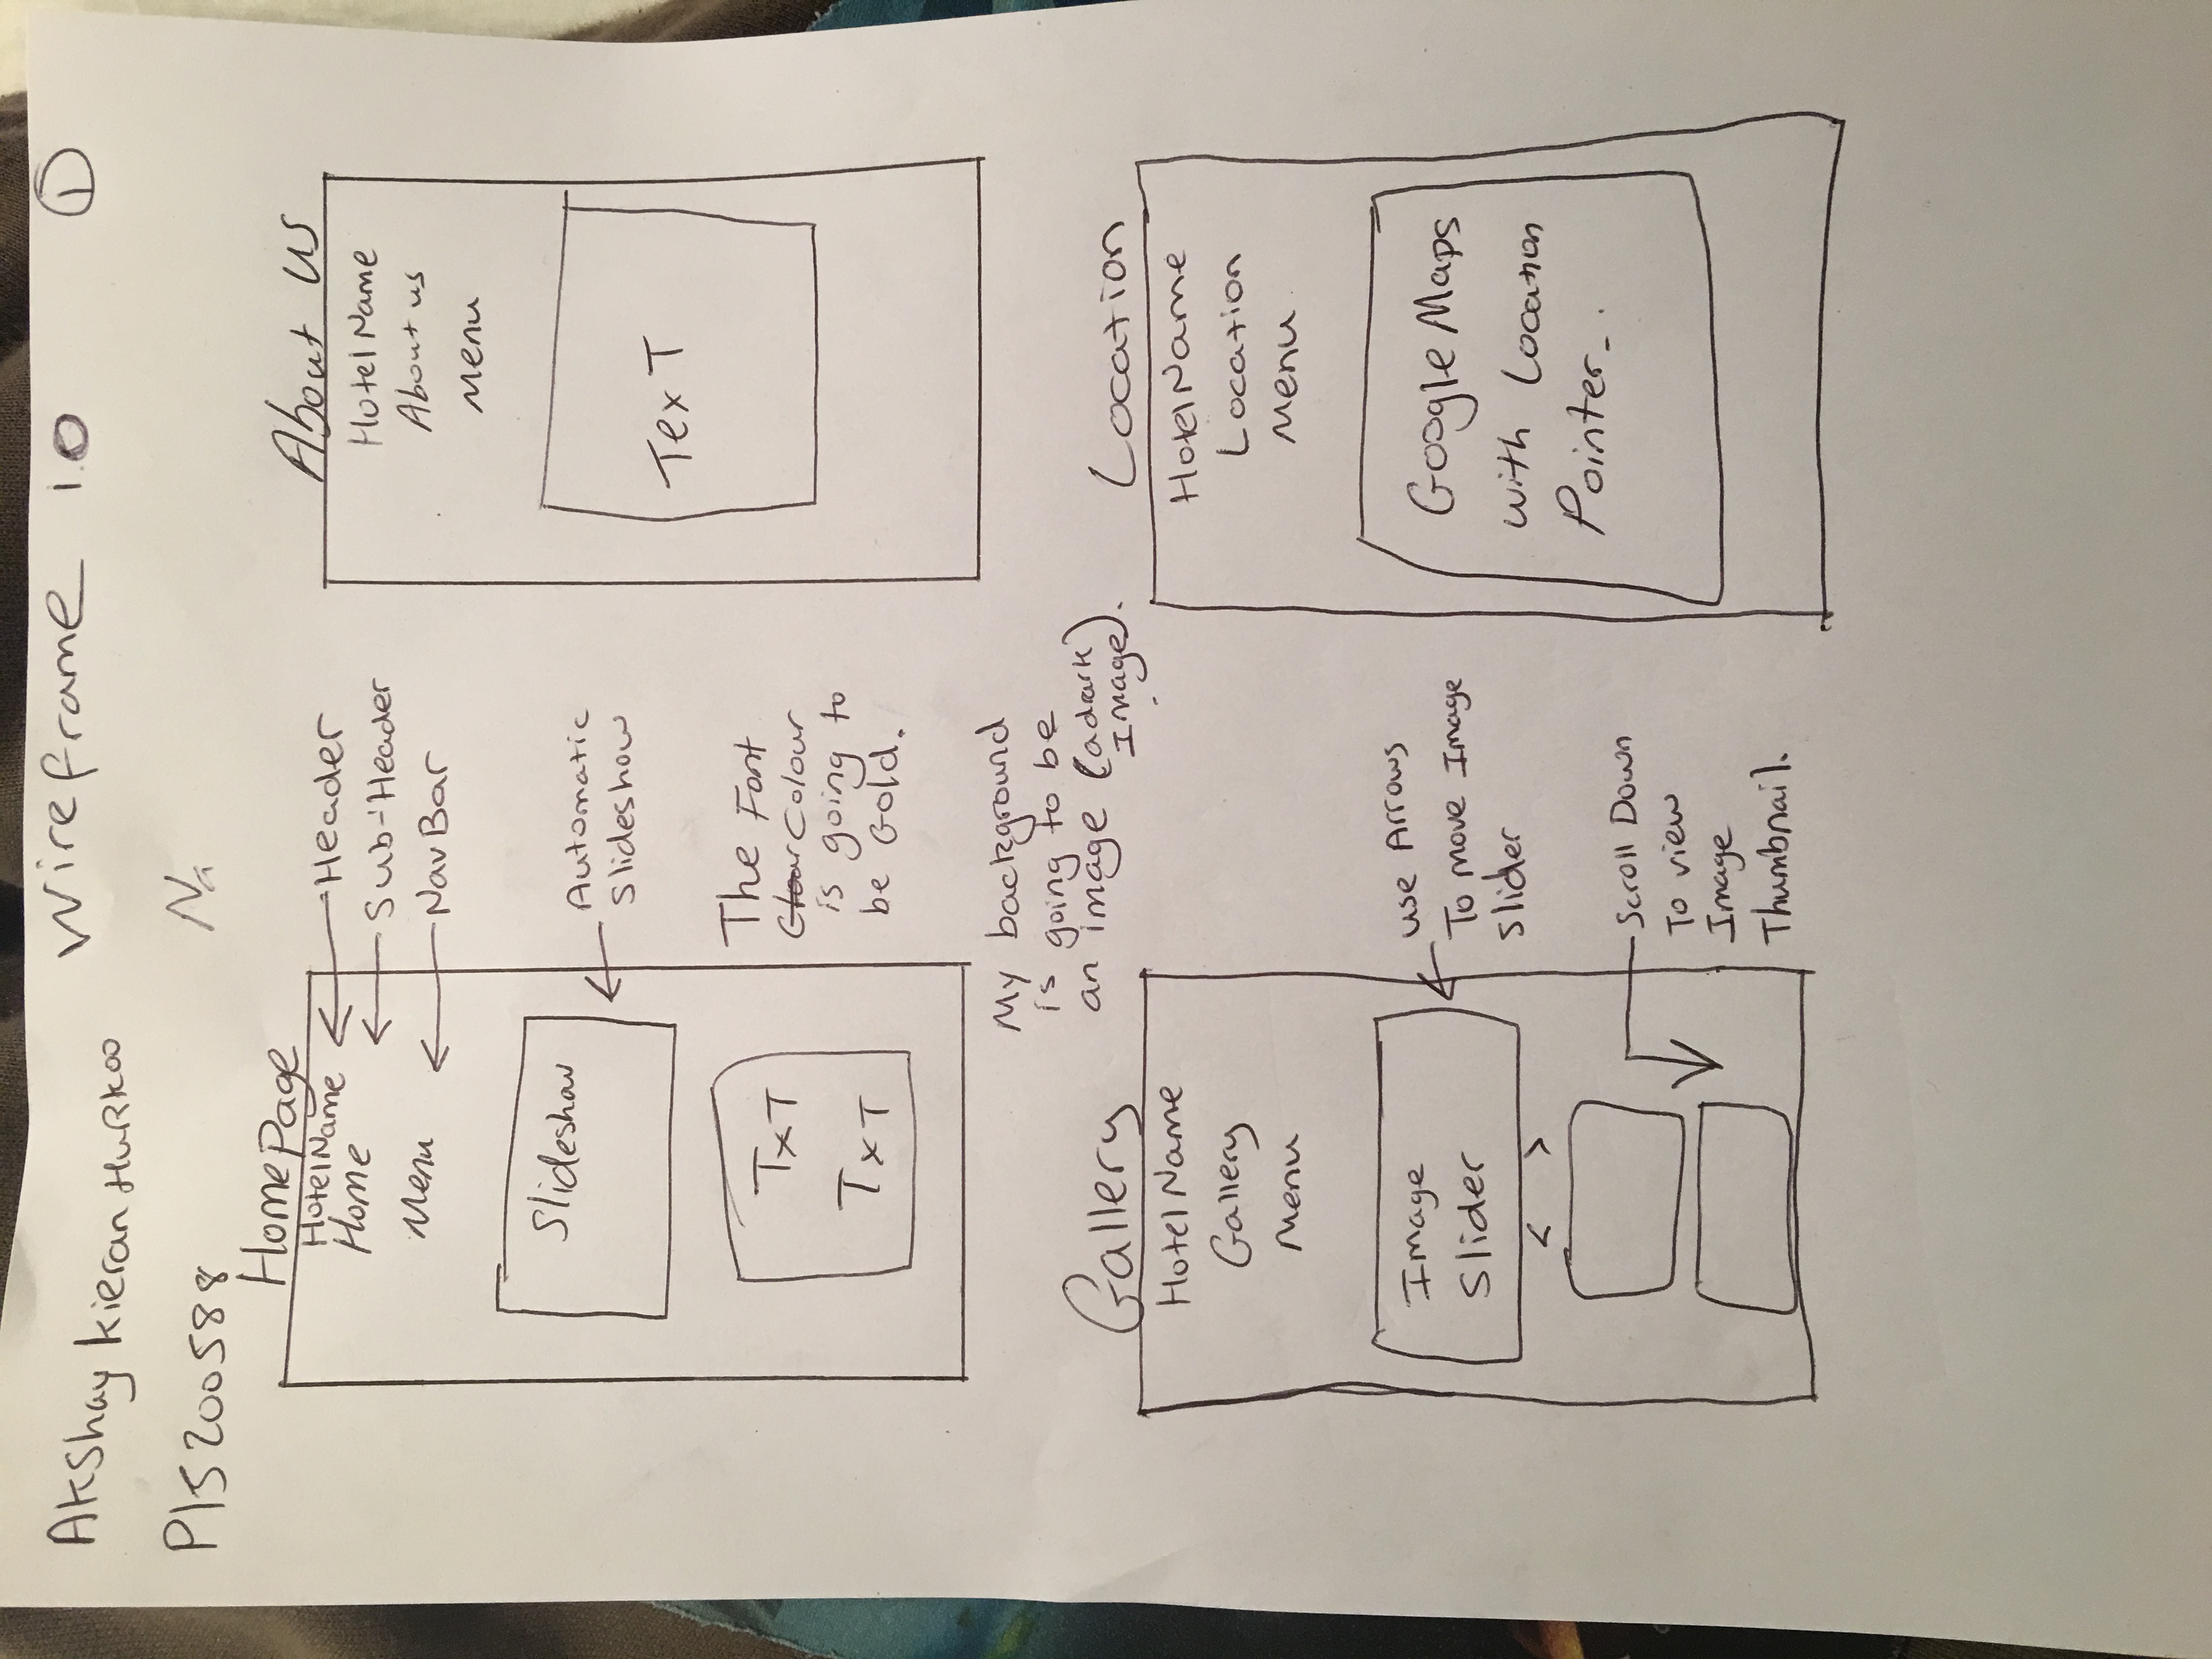 Wireframe 1.0 1
Akshay Kieran Hurkoo
P15200588
Na
HomePage
HotelName
Home
Menu
Header
Sub-Header
NavBar
Slideshow
Automatic
Slideshow
TxT
TxT
The Font
Colour
is going to
be Gold.
About us
Hotel Name
About us
Menu
Text
My background
is going to be
an image (a dark
Image).
Gallery
Hotel Name
Gallery
Menu
Image
Slider
< >
use Arrows
To move Image
Slider
Scroll Down
To view
Image
Thumbnail.
Location
Hotel Name
Location
Menu
Google Maps
with Location
Pointer.